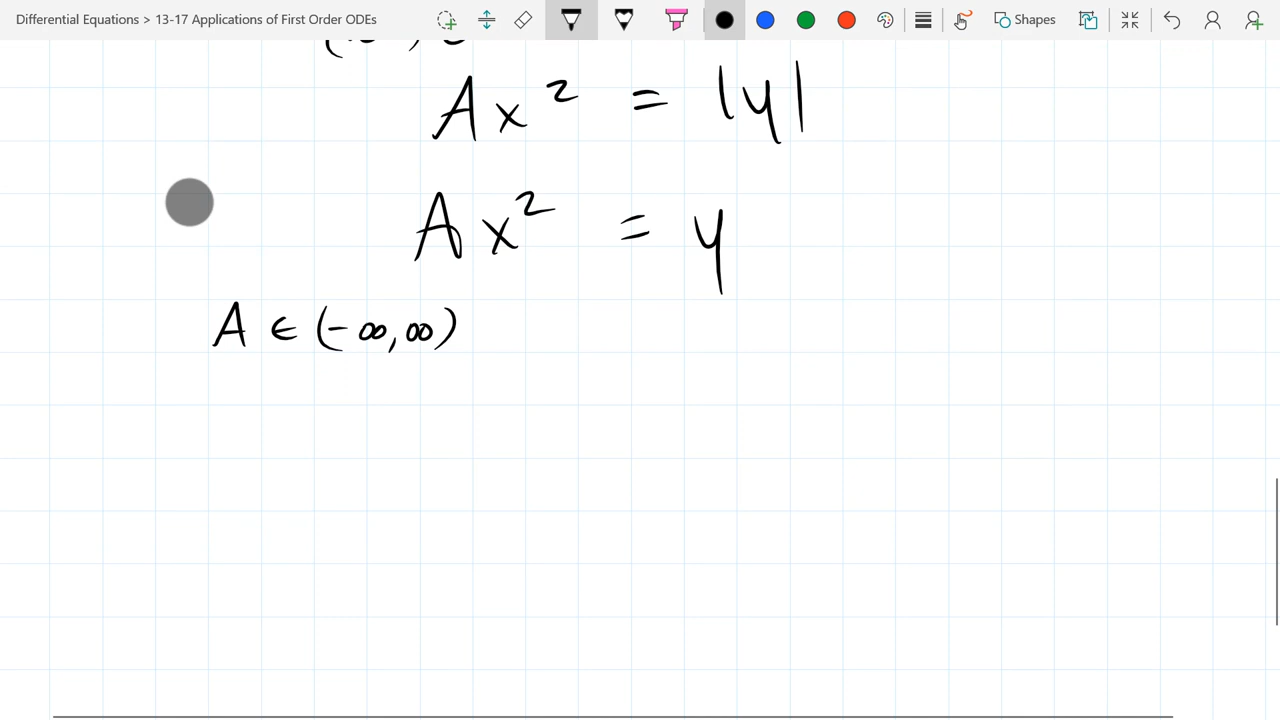 Differential Equations > 13-17 Applications of First Order ODEs
Shapes
Ax² = |y|
Ax² = y
A ∈ (-∞,∞)